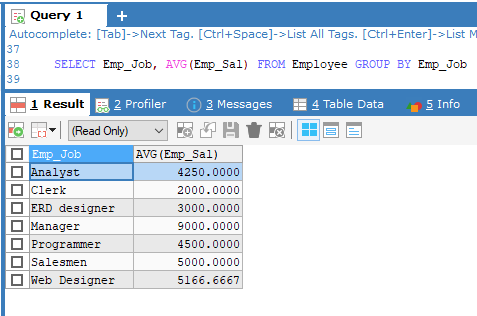 Query 1
Autocomplete: [Tab]->Next Tag. [Ctrl+Space]->List All Tags. [Ctrl+Enter]->List M
37
38 SELECT Emp_Job, AVG(Emp_Sal) FROM Employee GROUP BY Emp_Job
39
1 Result 2 Profiler 3 Messages 4 Table Data 5 Info
(Read Only)
Emp_Job AVG(Emp_Sal)
Analyst 4250.0000
Clerk 2000.0000
ERD designer 3000.0000
Manager 9000.0000
Programmer 4500.0000
Salesmen 5000.0000
Web Designer 5166.6667